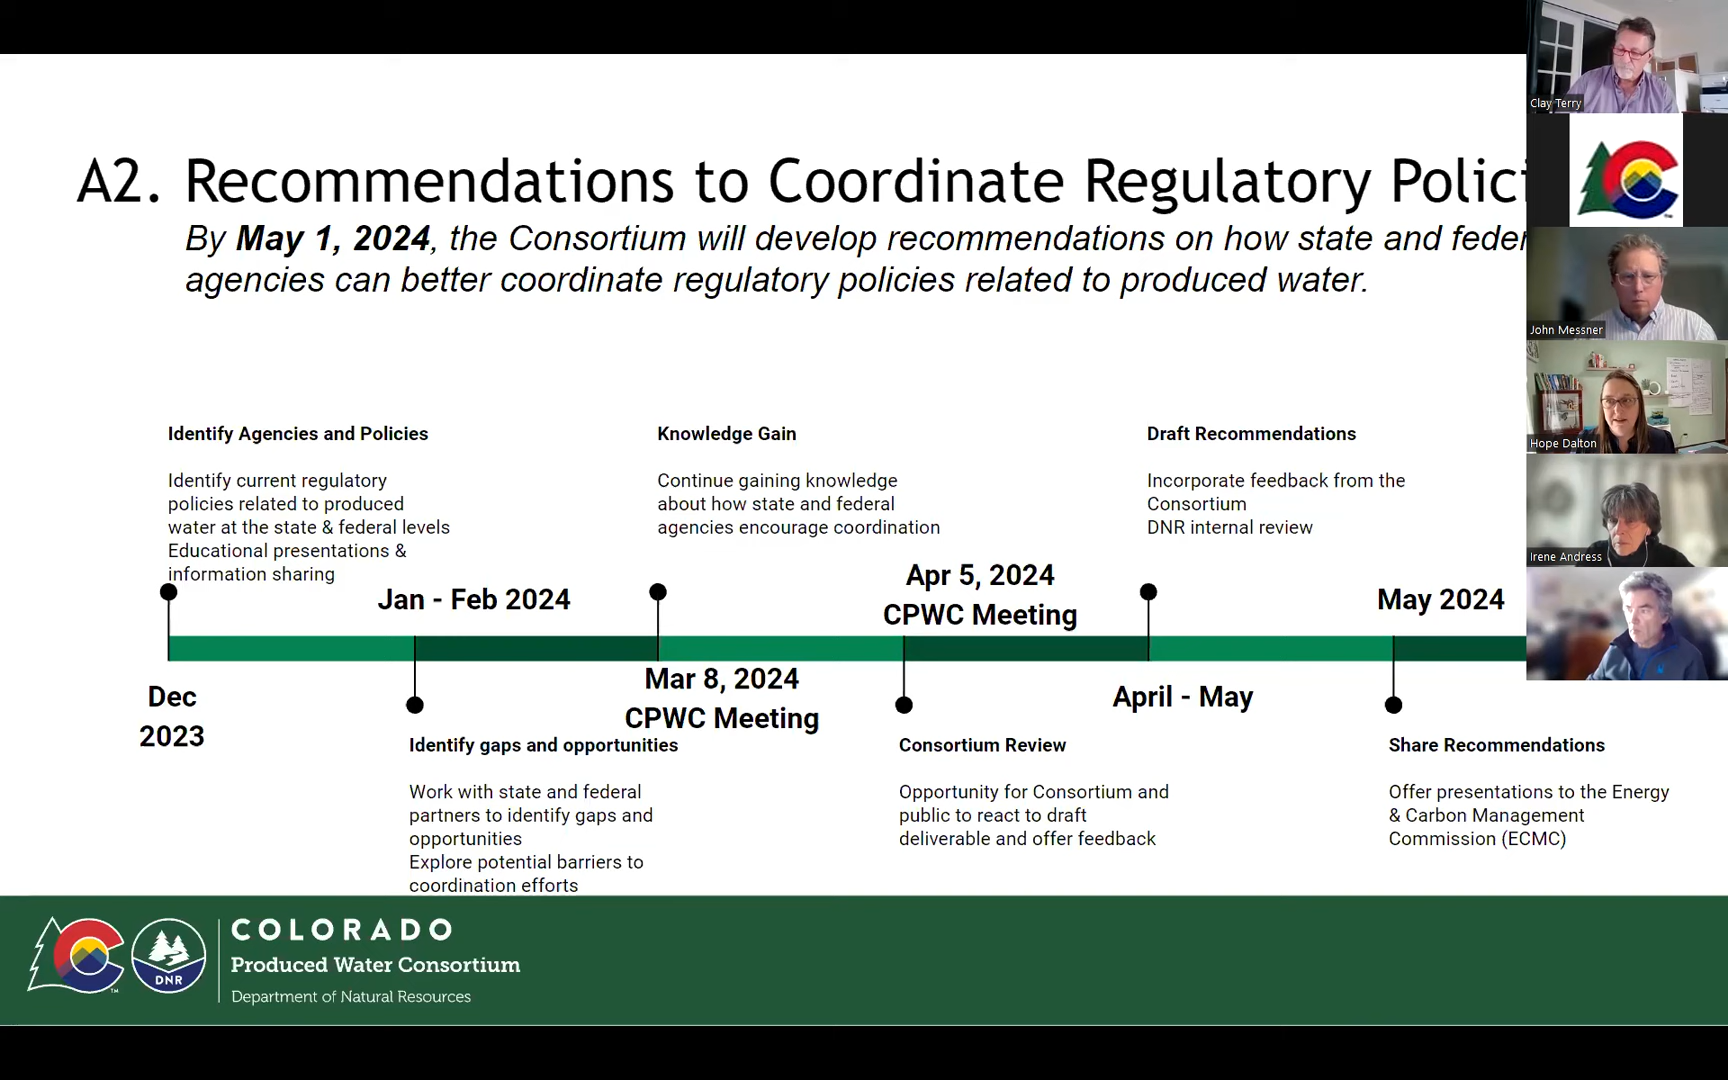 A2. Recommendations to Coordinate Regulatory Polici
By May 1, 2024, the Consortium will develop recommendations on how state and feder
agencies can better coordinate regulatory policies related to produced water.
Identify Agencies and Policies
Identify current regulatory
policies related to produced
water at the state & federal levels
Educational presentations &
information sharing
Knowledge Gain
Continue gaining knowledge
about how state and federal
agencies encourage coordination
Draft Recommendations
Incorporate feedback from the
Consortium
DNR internal review
Jan - Feb 2024
Apr 5, 2024
CPWC Meeting
May 2024
Dec
2023
Mar 8, 2024
CPWC Meeting
April - May
Identify gaps and opportunities
Work with state and federal
partners to identify gaps and
opportunities
Explore potential barriers to
coordination efforts
Consortium Review
Opportunity for Consortium and
public to react to draft
deliverable and offer feedback
Share Recommendations
Offer presentations to the Energy
& Carbon Management
Commission (ECMC)
DNR
COLORADO
Produced Water Consortium
Department of Natural Resources
Clay Terry
John Messner
Hope Dalton
Irene Andress